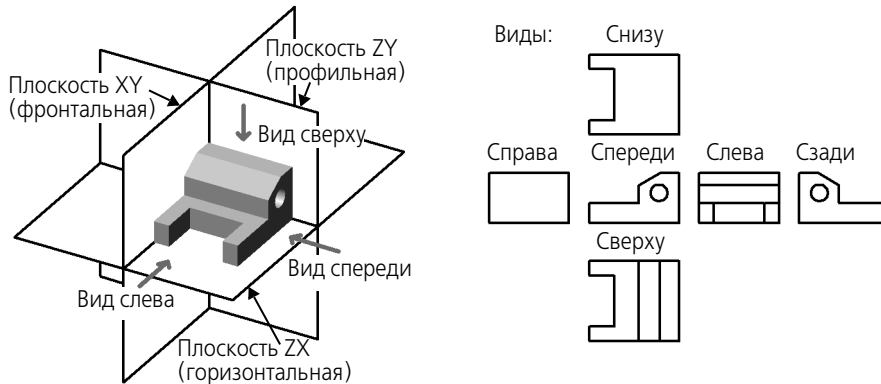 Плоскость ZY
(профильная)
Плоскость XY
(фронтальная)
Вид сверху
Вид спереди
Вид слева
Плоскость ZX
(горизонтальная)
Виды: Снизу
Справа Спереди Слева Сзади
Сверху